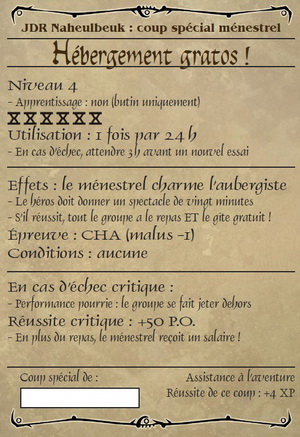 JDR Naheulbeuk : coup spécial ménestrel
Hébergement gratos !
Niveau 4
- Apprentissage : non (butin uniquement)
Utilisation : 1 fois par 24 h
- En cas d'échec, attendre 3h avant un nouvel essai
Effets : le ménestrel charme l'aubergiste
- Le héros doit donner un spectacle de vingt minutes
- S'il réussit, tout le groupe a le repas ET le gîte gratuit !
Épreuve : CHA (malus -1)
Conditions : aucune
En cas d'échec critique :
- Performance pourrie : le groupe se fait jeter dehors
Réussite critique : +50 P.O.
- En plus du repas, le ménestrel reçoit un salaire !
Coup spécial de :
Assistance à l'aventure
Réussite de ce coup : +4 XP